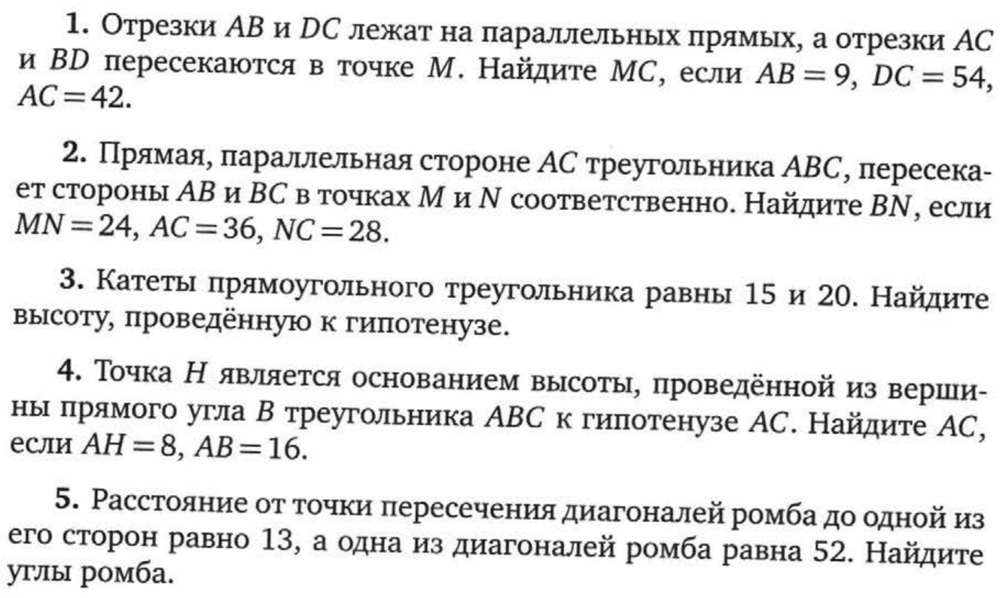 1. Отрезки AB и DC лежат на параллельных прямых, а отрезки AC
и BD пересекаются в точке M. Найдите MC, если AB = 9, DC = 54,
AC = 42.
2. Прямая, параллельная стороне AC треугольника ABC, пересека-
ет стороны AB и BC в точках M и N соответственно. Найдите BN, если
MN = 24, AC = 36, NC = 28.
3. Катеты прямоугольного треугольника равны 15 и 20. Найдите
высоту, проведённую к гипотенузе.
4. Точка H является основанием высоты, проведённой из верши-
ны прямого угла B треугольника ABC к гипотенузе AC. Найдите AC,
если AH = 8, AB = 16.
5. Расстояние от точки пересечения диагоналей ромба до одной из
его сторон равно 13, а одна из диагоналей ромба равна 52. Найдите
углы ромба.